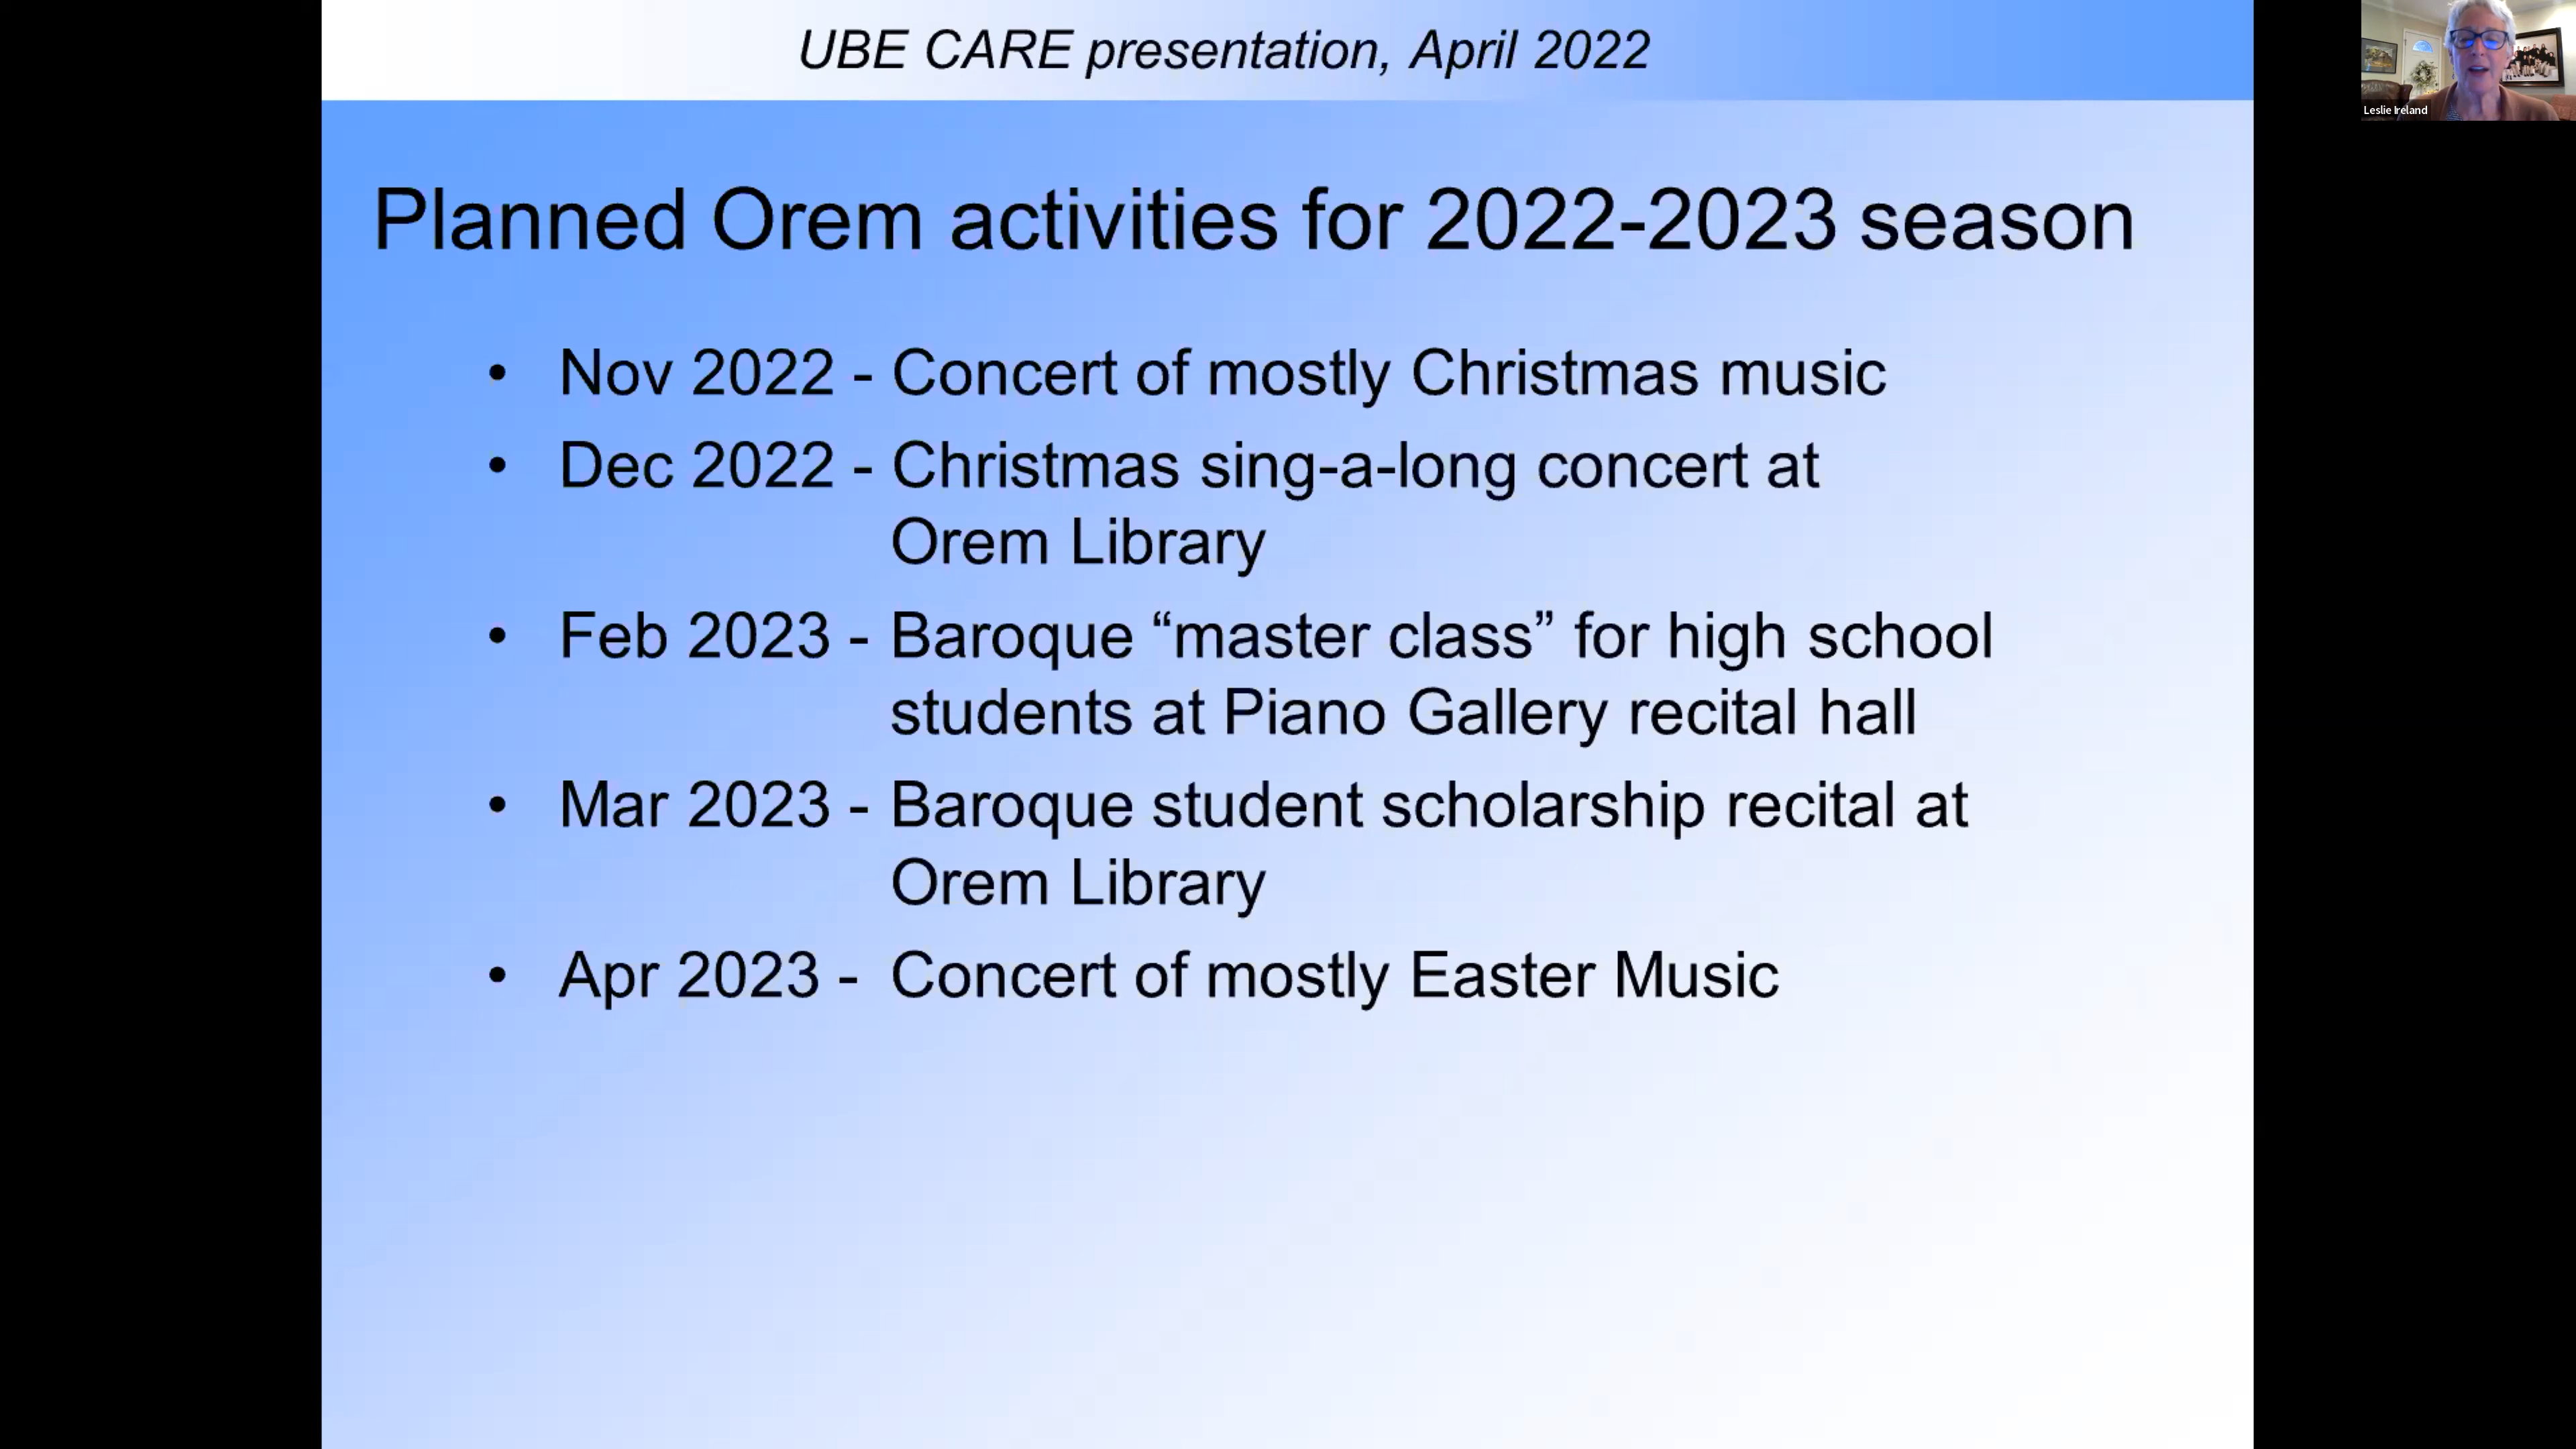 UBE CARE presentation, April 2022
Leslie Ireland
Planned Orem activities for 2022-2023 season
• Nov 2022 - Concert of mostly Christmas music
• Dec 2022 - Christmas sing-a-long concert at
Orem Library
• Feb 2023 - Baroque “master class” for high school
students at Piano Gallery recital hall
• Mar 2023 - Baroque student scholarship recital at
Orem Library
• Apr 2023 - Concert of mostly Easter Music